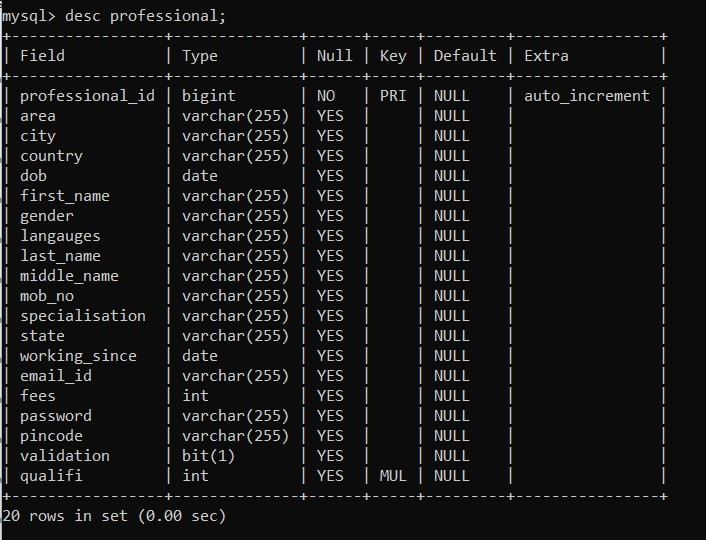 mysql> desc professional;
+-----------------+--------------+------+-----+---------+----------------+
| Field           | Type         | Null | Key | Default | Extra          |
+-----------------+--------------+------+-----+---------+----------------+
| professional_id | bigint       | NO   | PRI | NULL    | auto_increment |
| area            | varchar(255) | YES  |     | NULL    |                |
| city            | varchar(255) | YES  |     | NULL    |                |
| country         | varchar(255) | YES  |     | NULL    |                |
| dob             | date         | YES  |     | NULL    |                |
| first_name      | varchar(255) | YES  |     | NULL    |                |
| gender          | varchar(255) | YES  |     | NULL    |                |
| langauges       | varchar(255) | YES  |     | NULL    |                |
| last_name       | varchar(255) | YES  |     | NULL    |                |
| middle_name     | varchar(255) | YES  |     | NULL    |                |
| mob_no          | varchar(255) | YES  |     | NULL    |                |
| specialisation  | varchar(255) | YES  |     | NULL    |                |
| state           | varchar(255) | YES  |     | NULL    |                |
| working_since   | date         | YES  |     | NULL    |                |
| email_id        | varchar(255) | YES  |     | NULL    |                |
| fees            | int          | YES  |     | NULL    |                |
| password        | varchar(255) | YES  |     | NULL    |                |
| pincode         | varchar(255) | YES  |     | NULL    |                |
| validation      | bit(1)       | YES  |     | NULL    |                |
| qualifi         | int          | YES  | MUL | NULL    |                |
+-----------------+--------------+------+-----+---------+----------------+
20 rows in set (0.00 sec)